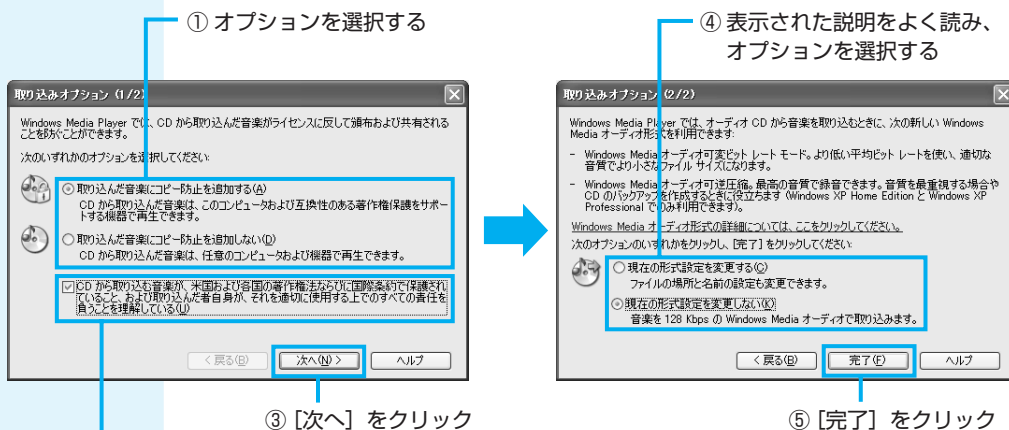 ① オプションを選択する
取り込みオプション (1/2)
Windows Media Player では、CD から取り込んだ音楽がライセンスに反して頒布および共有される
ことを防ぐことができます。
次のいずれかのオプションを選択してください:
取り込んだ音楽にコピー防止を追加する(A)
CD から取り込んだ音楽は、このコンピュータおよび互換性のある著作権保護をサポー
トする機器で再生できます。
取り込んだ音楽にコピー防止を追加しない(D)
CD から取り込んだ音楽は、任意のコンピュータおよび機器で再生できます。
CD から取り込む音楽が、米国および各国の著作権法ならびに国際条約で保護され
ていること、および取り込んだ者自身が、それを適切に使用する上でのすべての責任を
負うことを理解している(U)
< 戻る(B)
次へ(N) >
ヘルプ
③ [次へ] をクリック
④ 表示された説明をよく読み、
オプションを選択する
取り込みオプション (2/2)
Windows Media Player では、オーディオ CD から音楽を取り込むときに、次の新しい Windows
Media オーディオ形式を利用できます:
- Windows Media オーディオ可変ビット レート モード。より低い平均ビット レートを使い、適切な
音質でより小さなファイル サイズになります。
- Windows Media オーディオ可逆圧縮。最高の音質で録音できます。音質を最重視する場合や
CD のバックアップを作成するときに役立ちます (Windows XP Home Edition と Windows XP
Professional でのみ利用できます)。
Windows Media オーディオ形式の詳細については、ここをクリックしてください。
次のオプションのいずれかをクリックし、[完了] をクリックしてください:
現在の形式設定を変更する(C)
ファイルの場所と名前の設定も変更できます。
現在の形式設定を変更しない(K)
音楽を 128 Kbps の Windows Media オーディオで取り込みます。
< 戻る(B)
完了(F)
ヘルプ
⑤ [完了] をクリック